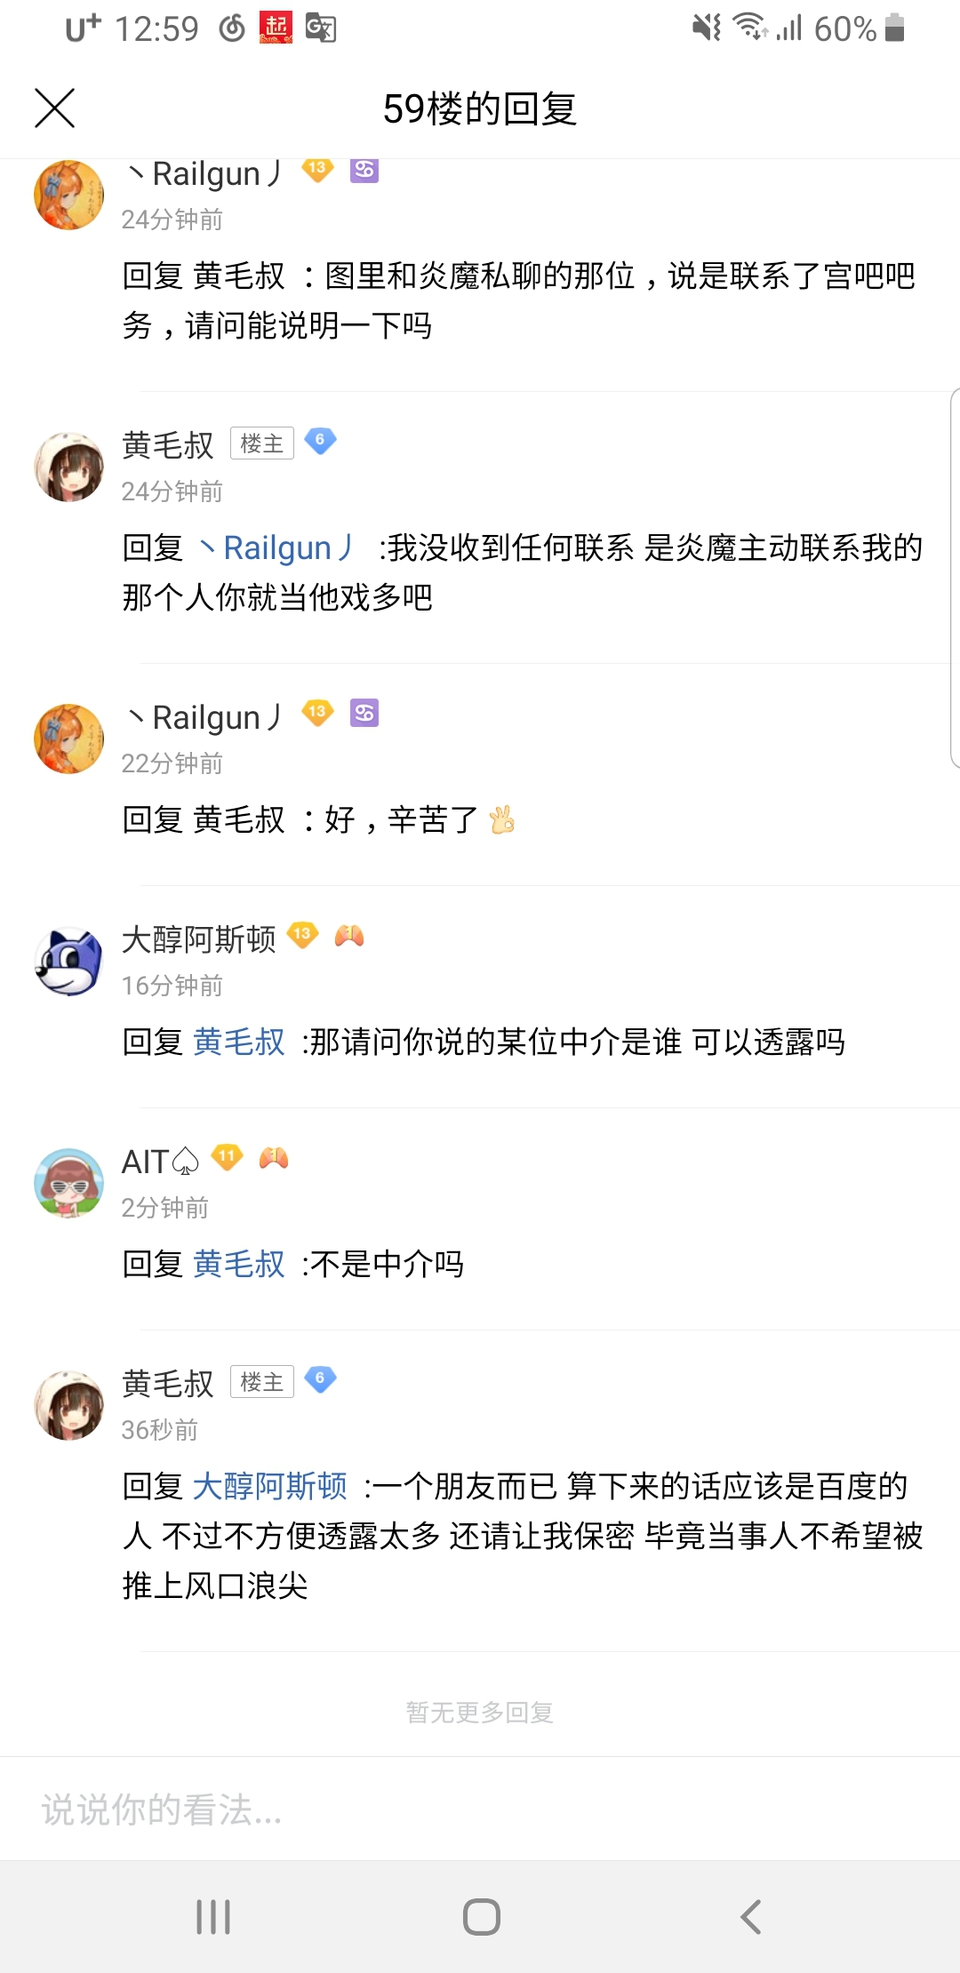 U+ 12:59 起 G文 60%
59楼的回复
丶Railgun丿 13
24分钟前
回复 黄毛叔 ：图里和炎魔私聊的那位，说是联系了宫吧吧
务，请问能说明一下吗
黄毛叔 楼主 6
24分钟前
回复 丶Railgun丿 :我没收到任何联系 是炎魔主动联系我的
那个人你就当他戏多吧
丶Railgun丿 13
22分钟前
回复 黄毛叔 ：好，辛苦了👌
大醇阿斯顿 13
16分钟前
回复 黄毛叔 :那请问你说的某位中介是谁 可以透露吗
AIT♤ 11
2分钟前
回复 黄毛叔 :不是中介吗
黄毛叔 楼主 6
36秒前
回复 大醇阿斯顿 :一个朋友而已 算下来的话应该是百度的
人 不过不方便透露太多 还请让我保密 毕竟当事人不希望被
推上风口浪尖
暂无更多回复
说说你的看法...